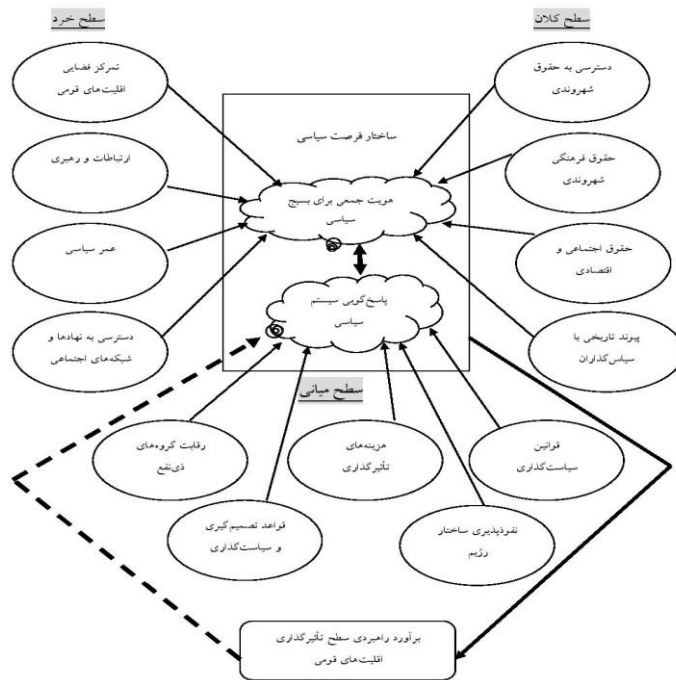 سطح کلان
سطح خرد
دسترسی به حقوق
شهروندی
تمرکز فضایی
اقلیت‌های قومی
ساختار فرصت سیاسی
حقوق فرهنگی
شهروندی
ارتباطات و رهبری
هویت جمعی برای بسیج
سیاسی
حقوق اجتماعی و
اقتصادی
عمر سیاسی
پاسخ‌گویی سیستم
سیاسی
پیوند تاریخی با
سیاس‌گذاران
دسترسی به نهادها و
شبکه‌های اجتماعی
سطح میانی
قوانین
سیاست‌گذاری
هزینه‌های
تأثیرگذاری
رقابت گروه‌های
ذی‌نفع
نفوذپذیری ساختار
رژیم
قواعد تصمیم‌گیری
و سیاست‌گذاری
برآورد راهبردی سطح تأثیرگذاری
اقلیت‌های قومی